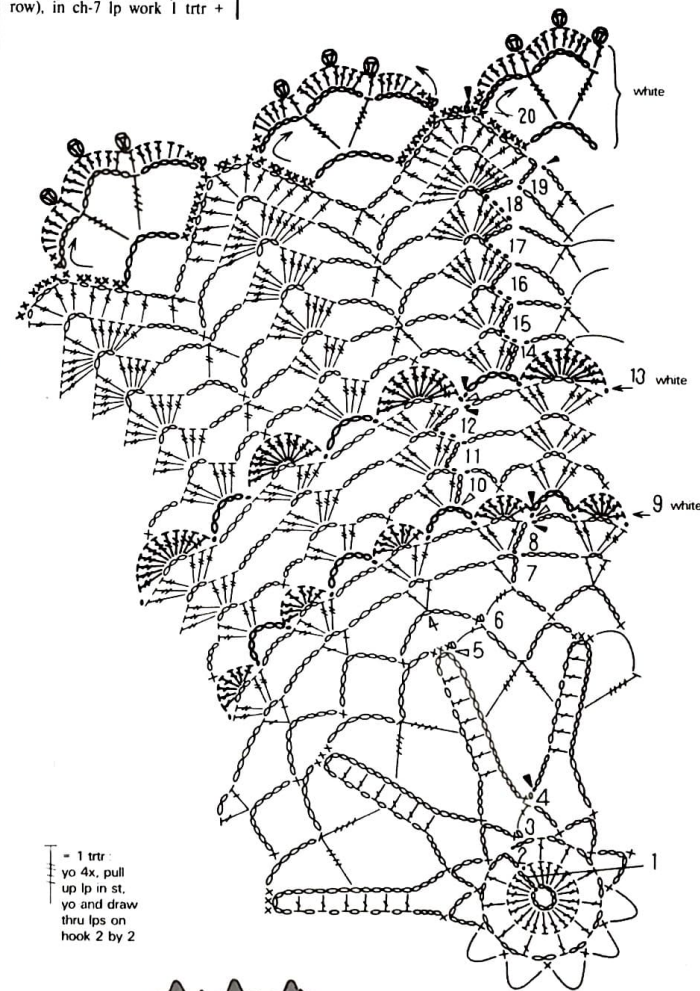 row), in ch-7 lp work 1 trtr +
white
20
19
18
17
16
15
14
13 white
12
11
10
9 white
8
7
6
4
5
4
3
2
1
= 1 trtr:
yo 4x, pull
up lp in st,
yo and draw
thru lps on
hook 2 by 2